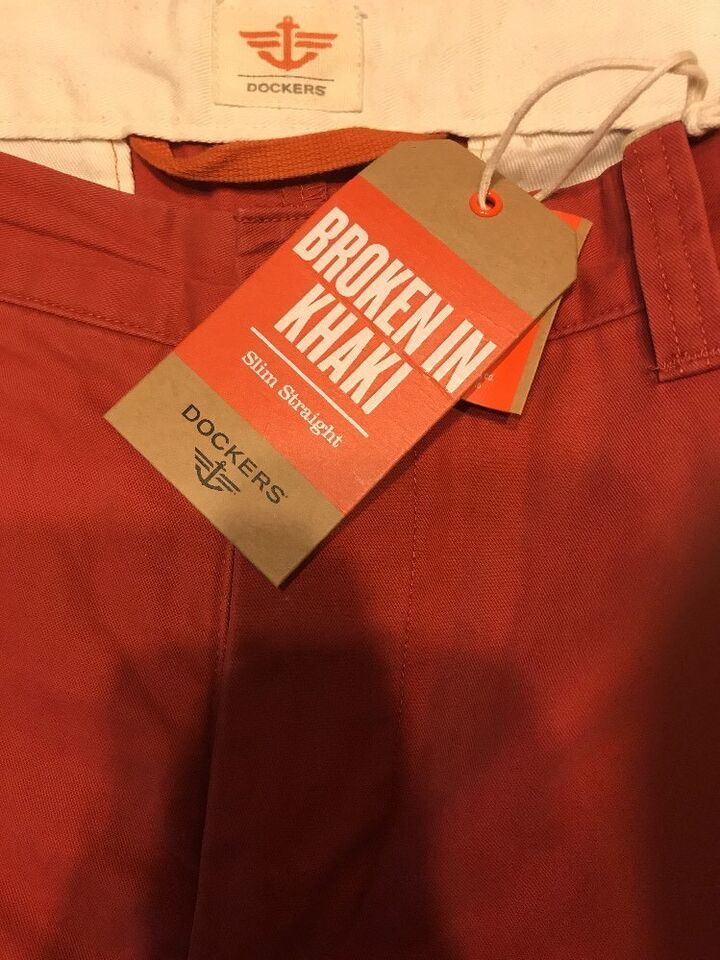 DOCKERS
BROKEN IN
KHAKI
Slim Straight
DOCKERS